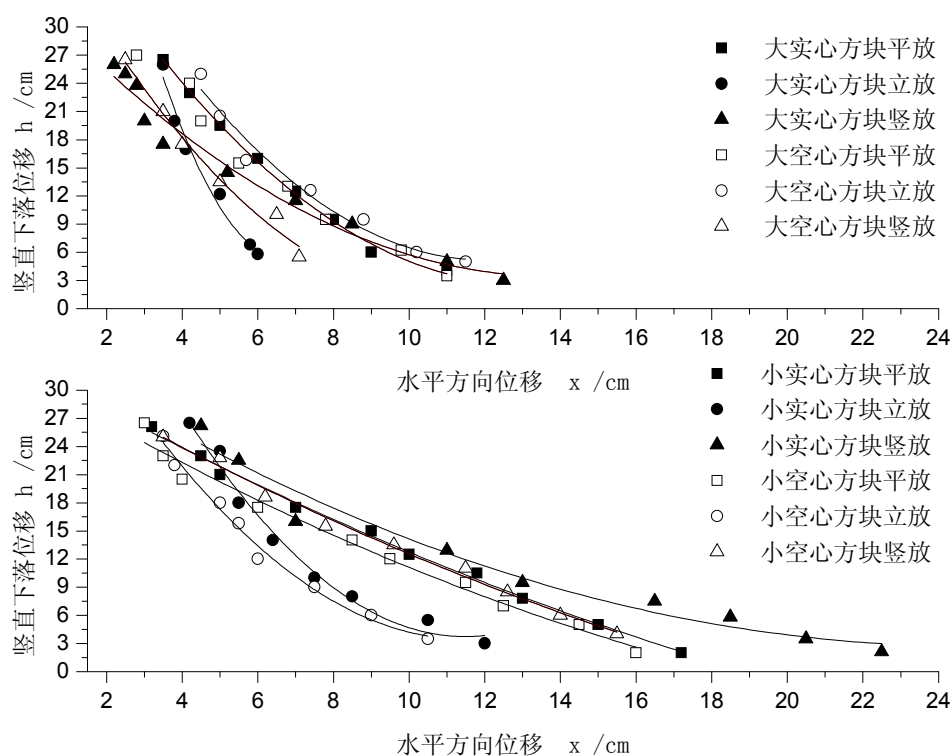 30
27
24
21
18
15
12
9
6
3
0
竖直下落位移 h /cm
2 4 6 8 10 12 14 16 18 20 22 24
水平方向位移 x /cm
大实心方块平放
大实心方块立放
大实心方块竖放
大空心方块平放
大空心方块立放
大空心方块竖放
30
27
24
21
18
15
12
9
6
3
0
竖直下落位移 h /cm
2 4 6 8 10 12 14 16 18 20 22 24
水平方向位移 x /cm
小实心方块平放
小实心方块立放
小实心方块竖放
小空心方块平放
小空心方块立放
小空心方块竖放